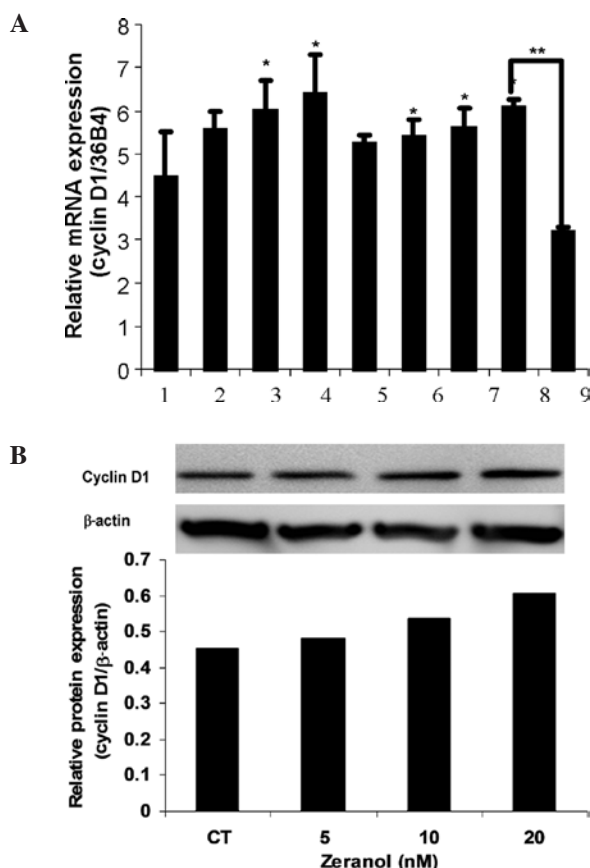 A
Relative mRNA expression
(cyclin D1/36B4)
8
7
6
5
4
3
2
1
0
* * * * * **
1 2 3 4 5 6 7 8 9
B
Cyclin D1
β-actin
Relative protein expression
(cyclin D1/β-actin)
0.7
0.6
0.5
0.4
0.3
0.2
0.1
0
CT 5 10 20
Zeranol (nM)